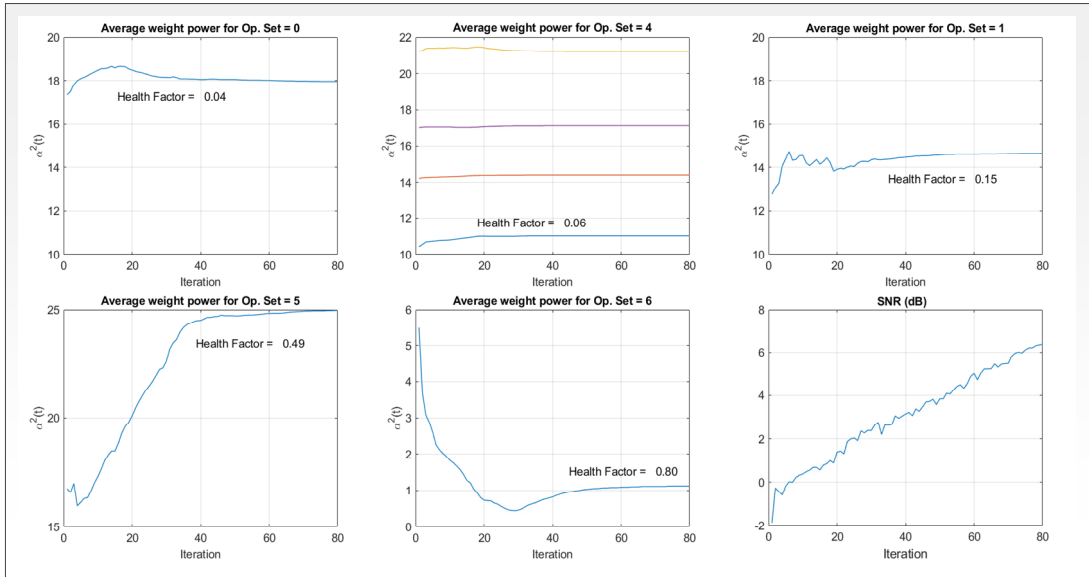 Average weight power for Op. Set = 0
20
18
16
14
12
10
α²(t)
Health Factor = 0.04
0 20 40 60 80
Iteration
Average weight power for Op. Set = 4
22
20
18
16
14
12
10
α²(t)
Health Factor = 0.06
0 20 40 60 80
Iteration
Average weight power for Op. Set = 1
20
18
16
14
12
10
α²(t)
Health Factor = 0.15
0 20 40 60 80
Iteration
Average weight power for Op. Set = 5
25
20
15
α²(t)
Health Factor = 0.49
0 20 40 60 80
Iteration
Average weight power for Op. Set = 6
6
5
4
3
2
1
0
α²(t)
Health Factor = 0.80
0 20 40 60 80
Iteration
SNR (dB)
8
6
4
2
0
-2
0 20 40 60 80
Iteration